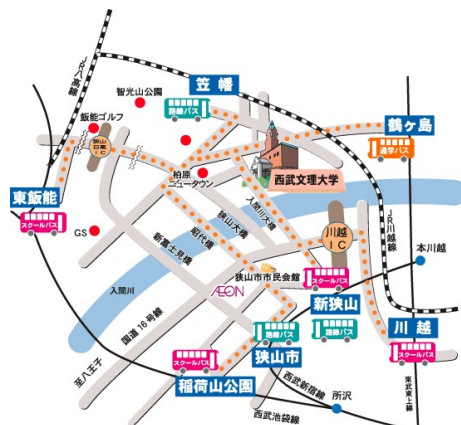 JR八高線
笠幡
路線バス
智光山公園
飯能ゴルフ
狭山
日高
IC
鶴ヶ島
通学バス
西武文理大学
柏原
ニュータウン
東飯能
スクールバス
GS
入間川大橋
狭山大橋
昭代橋
新富士見橋
川越
IC
JR川越線
本川越
狭山市市民会館
スクールバス
新狭山
路線バス
入間川
AEON
国道16号線
至八王子
路線バス
狭山市
川越
スクールバス
スクールバス
稲荷山公園
西武新宿線
所沢
西武池袋線
東武東上線